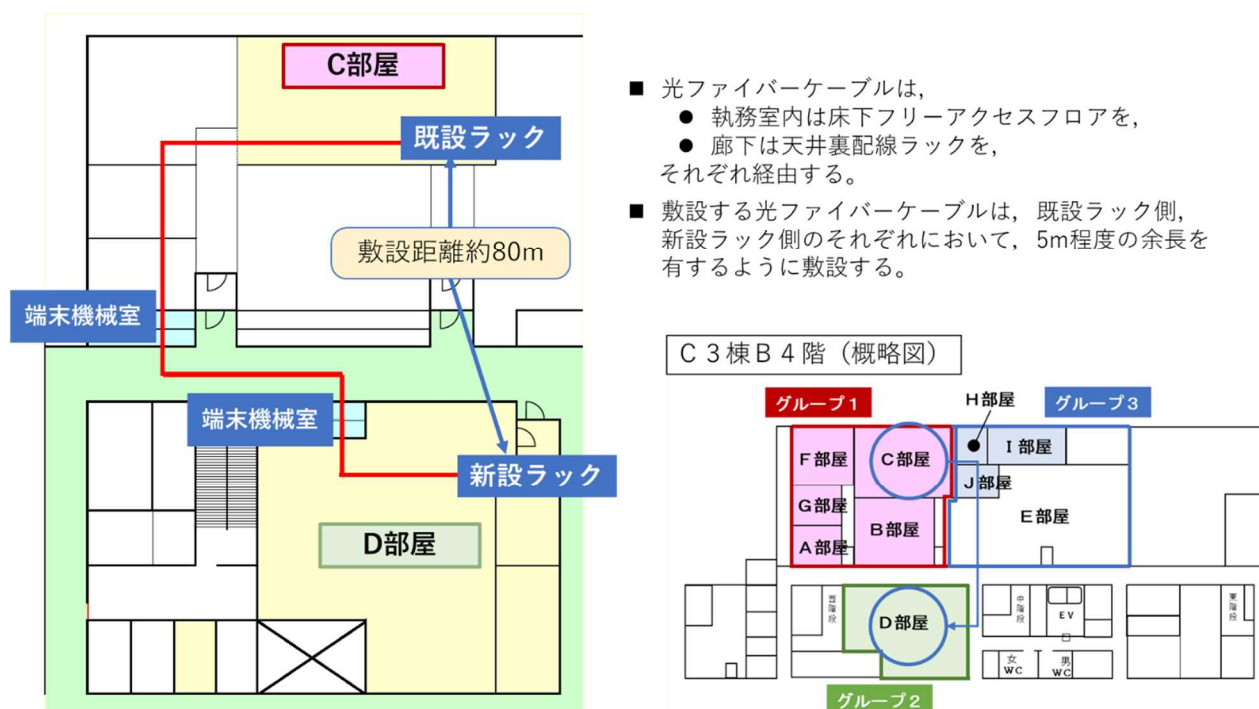 C部屋
既設ラック
敷設距離約80m
端末機械室
端末機械室
新設ラック
D部屋
■ 光ファイバーケーブルは，
● 執務室内は床下フリーアクセスフロアを，
● 廊下は天井裏配線ラックを，
それぞれ経由する。
■ 敷設する光ファイバーケーブルは，既設ラック側，
新設ラック側のそれぞれにおいて，5m程度の余長を
有するように敷設する。
Ｃ３棟Ｂ４階（概略図）
グループ1
H部屋
グループ3
F部屋
C部屋
I部屋
J部屋
G部屋
B部屋
E部屋
A部屋
西階段
D部屋
中階段
EV
東階段
女
WC
男
WC
グループ2